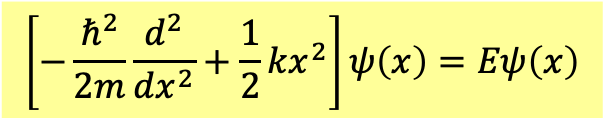 [-ħ²/2m d²/dx² + 1/2 kx²] ψ(x) = Eψ(x)